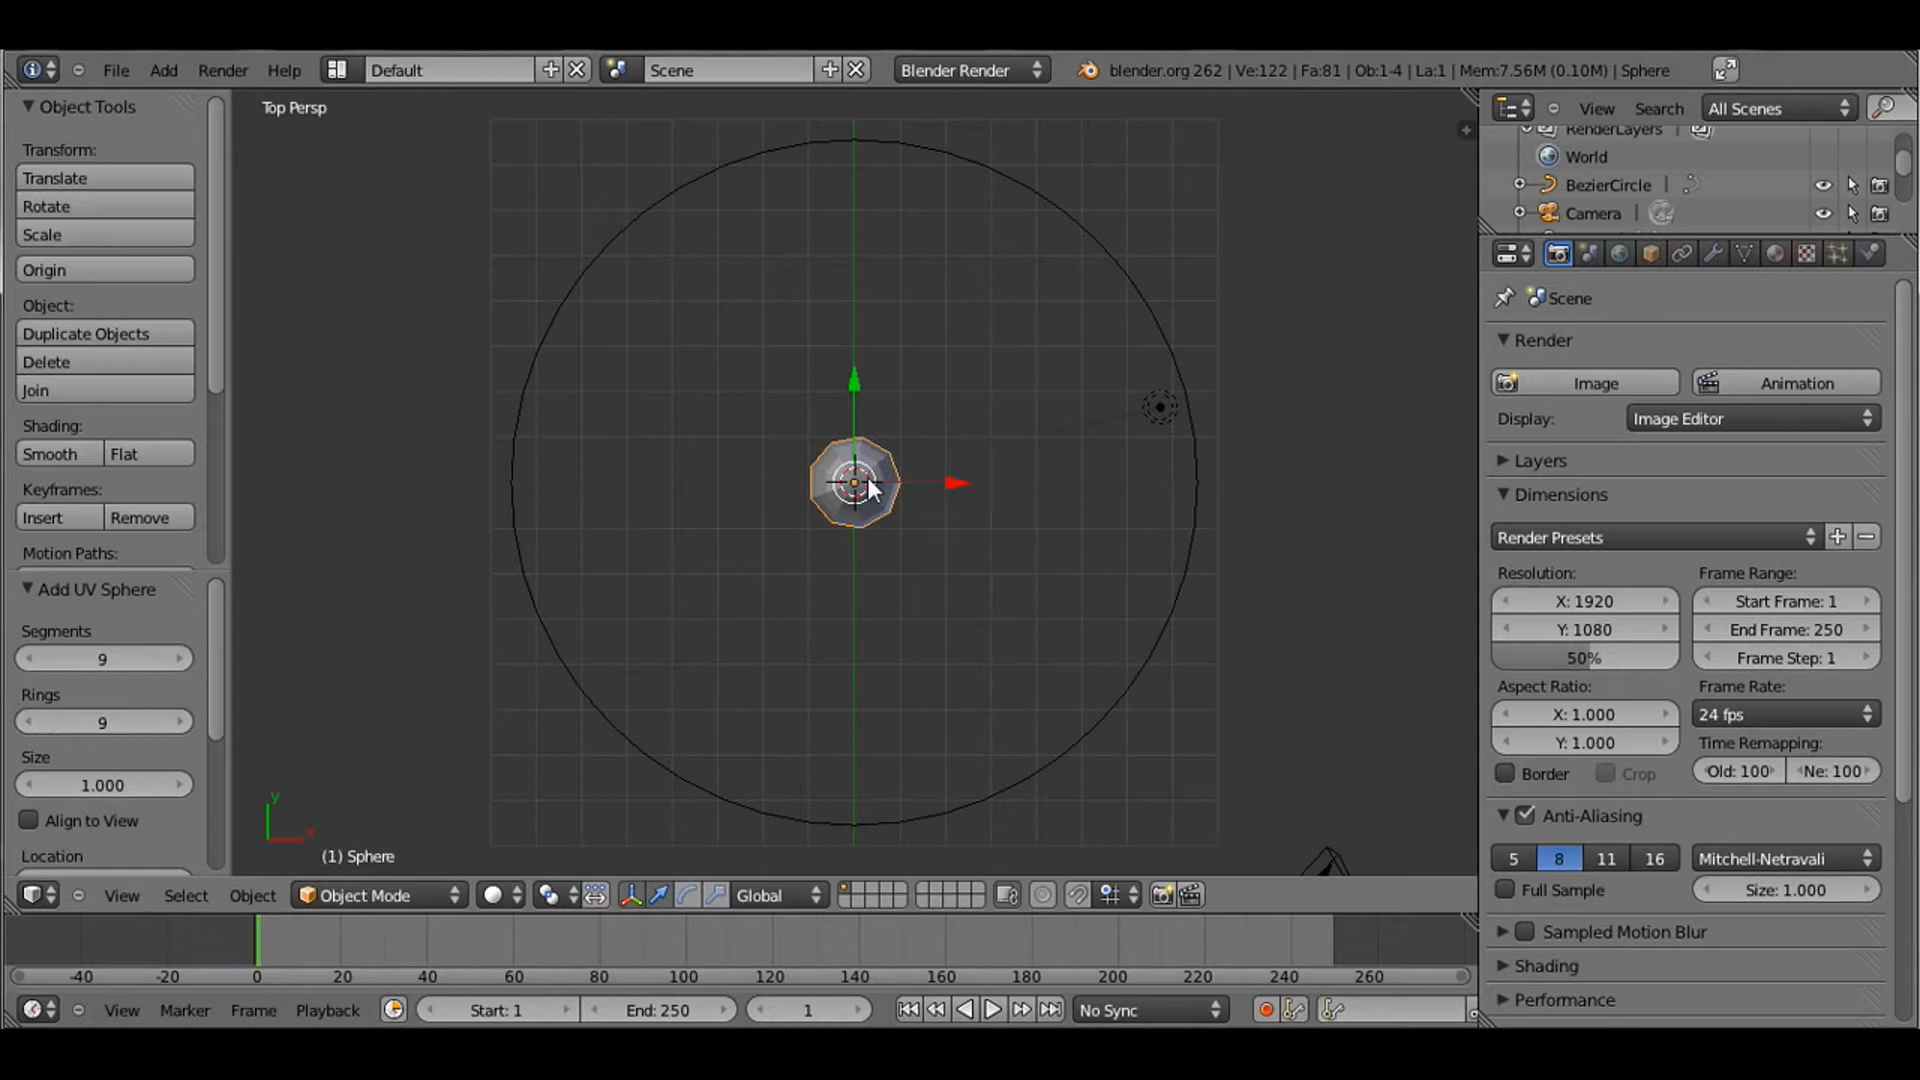 File Add Render Help Default Scene Blender Render blender.org 262 | Ve:122 | Fa:81 | Ob:1-4 | La:1 | Mem:7.56M (0.10M) | Sphere
Object Tools
Transform:
Translate
Rotate
Scale
Origin
Object:
Duplicate Objects
Delete
Join
Shading:
Smooth Flat
Keyframes:
Insert Remove
Motion Paths:
Add UV Sphere
Segments
9
Rings
9
Size
1.000
Align to View
Location
Top Persp
y
x
(1) Sphere
View Select Object Object Mode Global
-40 -20 0 20 40 60 80 100 120 140 160 180 200 220 240 260
View Marker Frame Playback Start: 1 End: 250 1 No Sync
View Search All Scenes
RenderLayers
World
BezierCircle
Camera
Scene
Render
Image Animation
Display: Image Editor
Layers
Dimensions
Render Presets
Resolution: Frame Range:
X: 1920 Start Frame: 1
Y: 1080 End Frame: 250
50% Frame Step: 1
Aspect Ratio: Frame Rate:
X: 1.000 24 fps
Y: 1.000 Time Remapping:
Border Crop Old: 100 Ne: 100
Anti-Aliasing
5 8 11 16 Mitchell-Netravali
Full Sample Size: 1.000
Sampled Motion Blur
Shading
Performance